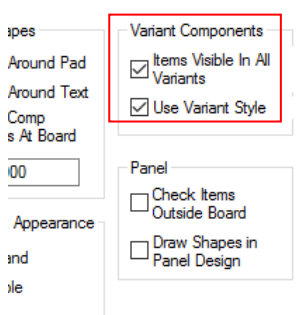 apes
Around Pad
Around Text
Comp
s At Board
000
Appearance
and
ole
Variant Components
Items Visible In All
Variants
Use Variant Style
Panel
Check Items
Outside Board
Draw Shapes in
Panel Design